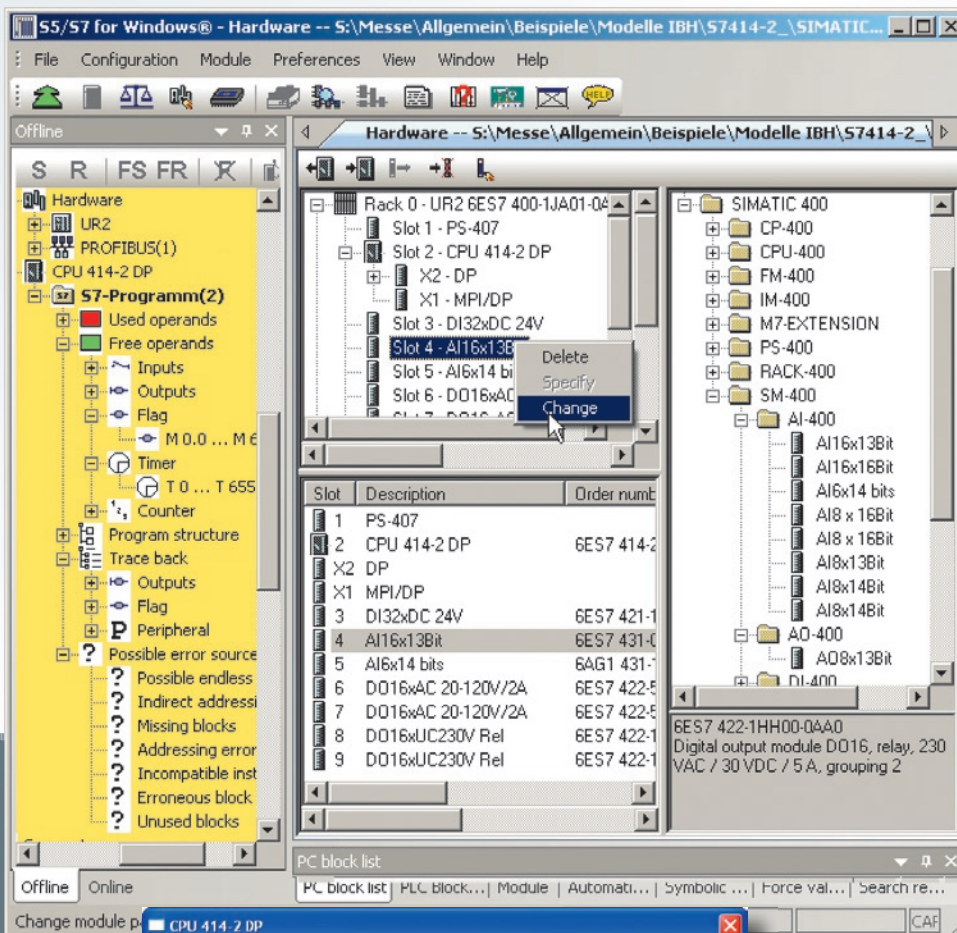 S5/S7 for Windows® - Hardware -- S:\Messe\Allgemein\Beispiele\Modelle IBH\S7414-2_\SIMATIC...
File Configuration Module Preferences View Window Help
HELP
Offline
S R FS FR
Hardware
UR2
PROFIBUS(1)
CPU 414-2 DP
S7-Programm(2)
Used operands
Free operands
Inputs
Outputs
Flag
M 0.0 ... M 6
Timer
T 0 ... T 655
Counter
Program structure
Trace back
Outputs
Flag
P Peripheral
? Possible error source
? Possible endless
? Indirect addressi
? Missing blocks
? Addressing error
? Incompatible inst
? Erroneous block
? Unused blocks
Offline Online
Hardware -- S:\Messe\Allgemein\Beispiele\Modelle IBH\S7414-2_\
Rack 0 - UR2 6ES7 400-1JA01-0A
Slot 1 - PS-407
Slot 2 - CPU 414-2 DP
X2 - DP
X1 - MPI/DP
Slot 3 - DI32xDC 24V
Slot 4 - AI16x13B
Slot 5 - AI6x14 bi
Slot 6 - DO16xAC
Delete
Specify
Change
Slot Description Order numb
1 PS-407
2 CPU 414-2 DP 6ES7 414-2
X2 DP
X1 MPI/DP
3 DI32xDC 24V 6ES7 421-1
4 AI16x13Bit 6ES7 431-0
5 AI6x14 bits 6AG1 431-1
6 DO16xAC 20-120V/2A 6ES7 422-5
7 DO16xAC 20-120V/2A 6ES7 422-5
8 DO16xUC230V Rel 6ES7 422-1
9 DO16xUC230V Rel 6ES7 422-1
SIMATIC 400
CP-400
CPU-400
FM-400
IM-400
M7-EXTENSION
PS-400
RACK-400
SM-400
AI-400
AI16x13Bit
AI16x16Bit
AI6x14 bits
AI8 x 16Bit
AI8 x 16Bit
AI8x13Bit
AI8x14Bit
AI8x14Bit
AO-400
AO8x13Bit
DI-400
6ES7 422-1HH00-0AA0
Digital output module DO16, relay, 230
VAC / 30 VDC / 5 A, grouping 2
PC block list
PC block list PLC Block... Module Automati... Symbolic ... Force val... Search re...
Change module p
CPU 414-2 DP
CAF